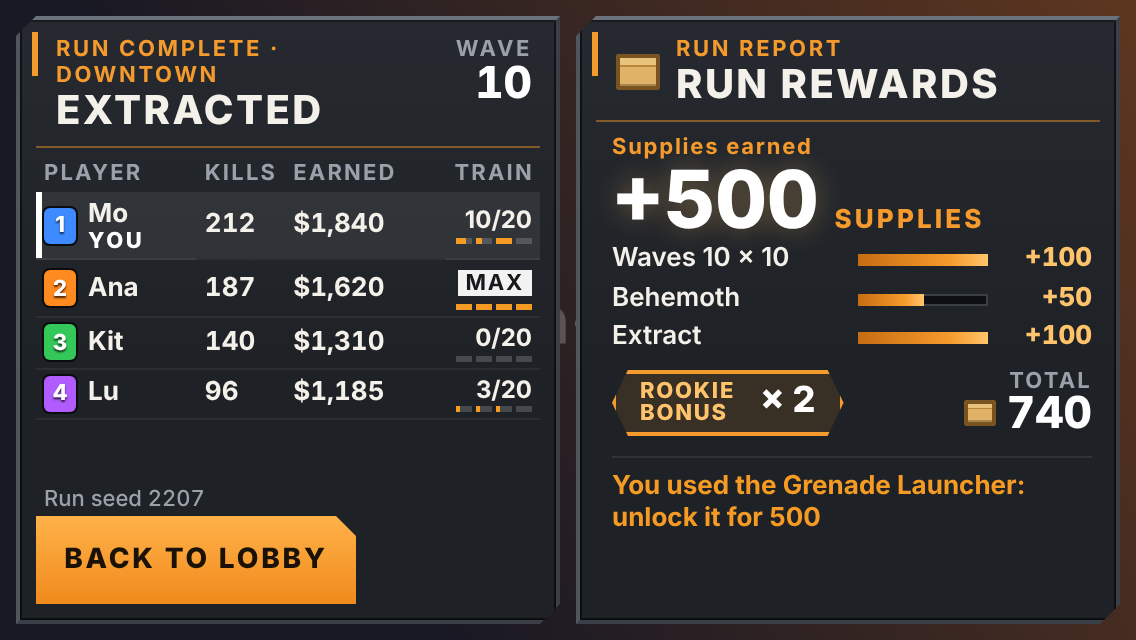 RUN COMPLETE ·
DOWNTOWN
EXTRACTED
WAVE
10
PLAYER KILLS EARNED TRAIN
1 Mo YOU 212 $1,840 10/20
2 Ana 187 $1,620 MAX
3 Kit 140 $1,310 0/20
4 Lu 96 $1,185 3/20
Run seed 2207
BACK TO LOBBY
RUN REPORT
RUN REWARDS
Supplies earned
+500 SUPPLIES
Waves 10 × 10 +100
Behemoth +50
Extract +100
ROOKIE
BONUS
× 2
TOTAL
740
You used the Grenade Launcher:
unlock it for 500